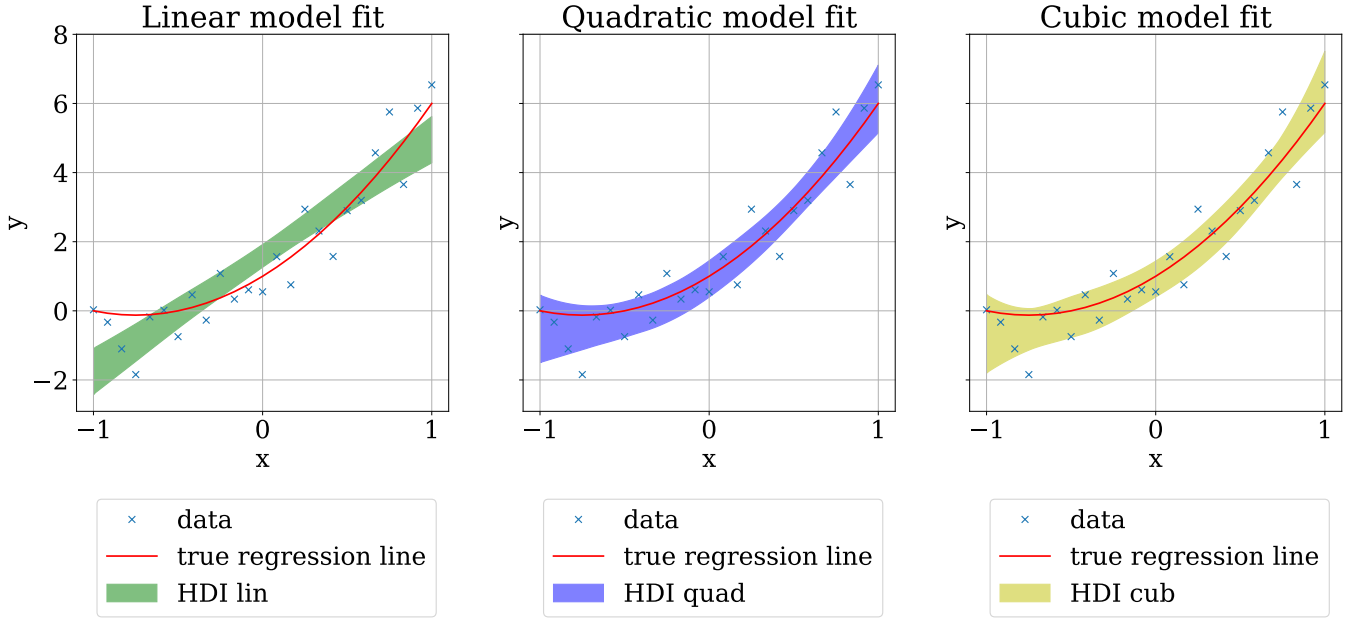 Linear model fit
Quadratic model fit
Cubic model fit
8
6
4
2
0
−2
y
−1
0
1
x
y
−1
0
1
x
y
−1
0
1
x
data
true regression line
HDI lin
data
true regression line
HDI quad
data
true regression line
HDI cub